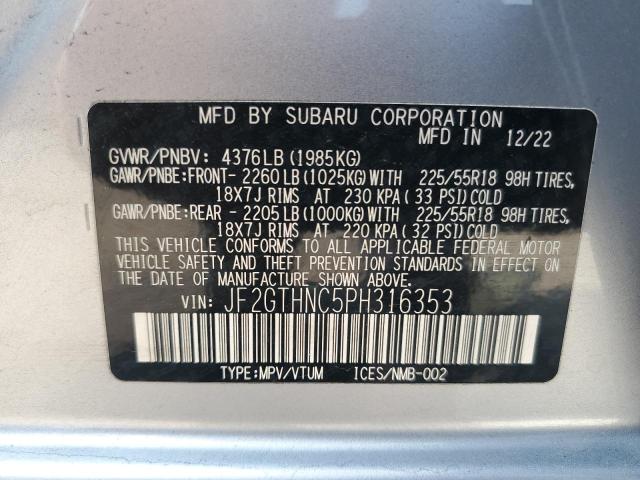 MFD BY SUBARU CORPORATION
MFD IN 12/22
GVWR/PNBV: 4376LB(1985KG)
GAWR/PNBE:FRONT- 2260LB(1025KG)WITH 225/55R18 98H TIRES,
18X7J RIMS AT 230 KPA(33 PSI)COLD
GAWR/PNBE:REAR - 2205LB(1000KG)WITH 225/55R18 98H TIRES,
18X7J RIMS AT 220 KPA(32 PSI)COLD
THIS VEHICLE CONFORMS TO ALL APPLICABLE FEDERAL MOTOR
VEHICLE SAFETY AND THEFT PREVENTION STANDARDS IN EFFECT ON
THE DATE OF MANUFACTURE SHOWN ABOVE.
VIN: JF2GTHNC5PH316353
TYPE:MPV/VTUM ICES/NMB-002